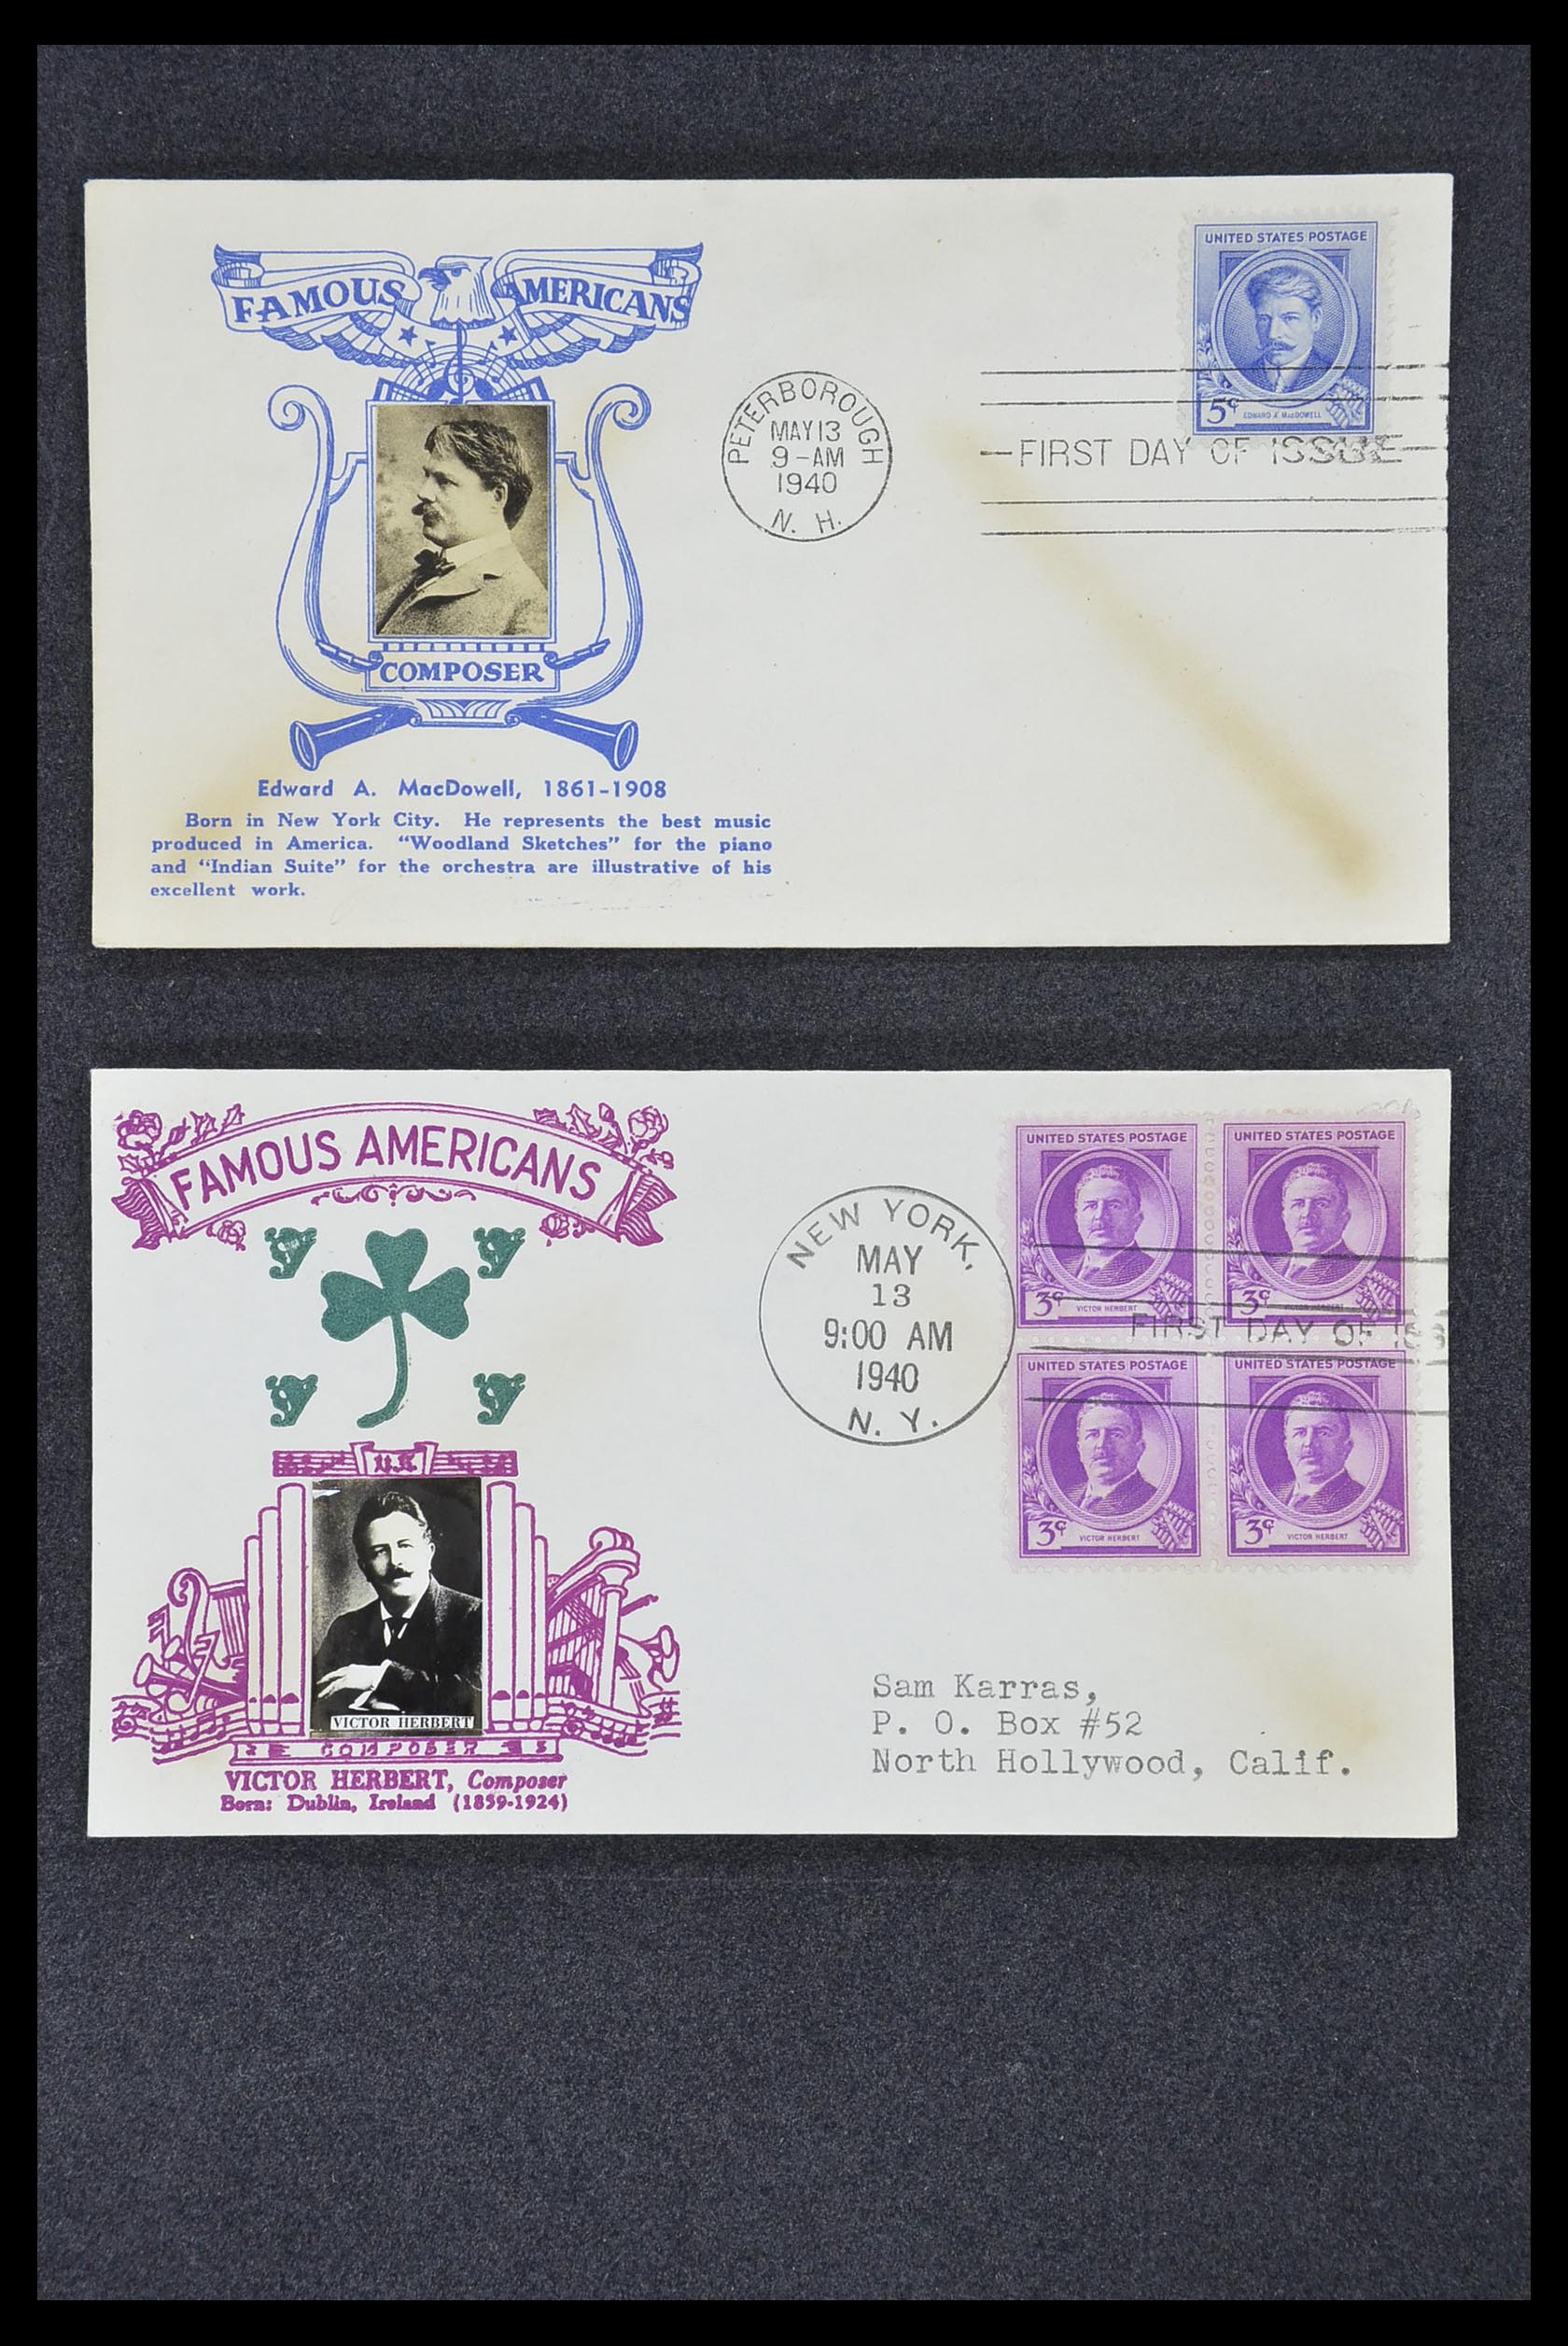 FAMOUS AMERICANS
COMPOSER
Edward A. MacDowell, 1861-1908
Born in New York City. He represents the best music
produced in America. “Woodland Sketches” for the piano
and “Indian Suite” for the orchestra are illustrative of his
excellent work.
PETERBOROUGH
MAY 13
9-AM
1940
N. H.
UNITED STATES POSTAGE
5¢ EDWARD A. MACDOWELL
FIRST DAY OF ISSUE
FAMOUS AMERICANS
VICTOR HERBERT
COMPOSER
VICTOR HERBERT, Composer
Born: Dublin, Ireland (1859-1924)
NEW YORK,
MAY
13
9:00 AM
1940
N. Y.
UNITED STATES POSTAGE
3¢ VICTOR HERBERT
UNITED STATES POSTAGE
3¢ VICTOR HERBERT
FIRST DAY OF ISS
UNITED STATES POSTAGE
3¢ VICTOR HERBERT
UNITED STATES POSTAGE
3¢ VICTOR HERBERT
Sam Karras,
P. O. Box #52
North Hollywood, Calif.